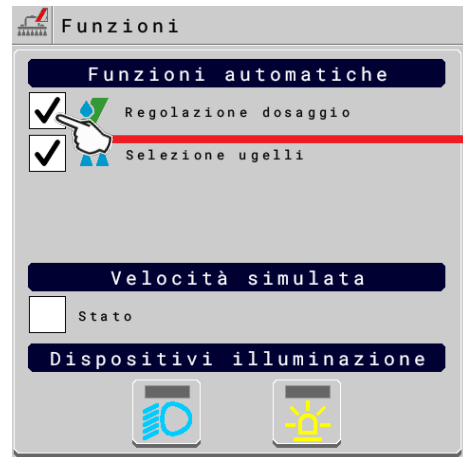 Funzioni
Funzioni automatiche
Regolazione dosaggio
Selezione ugelli
Velocità simulata
Stato
Dispositivi illuminazione